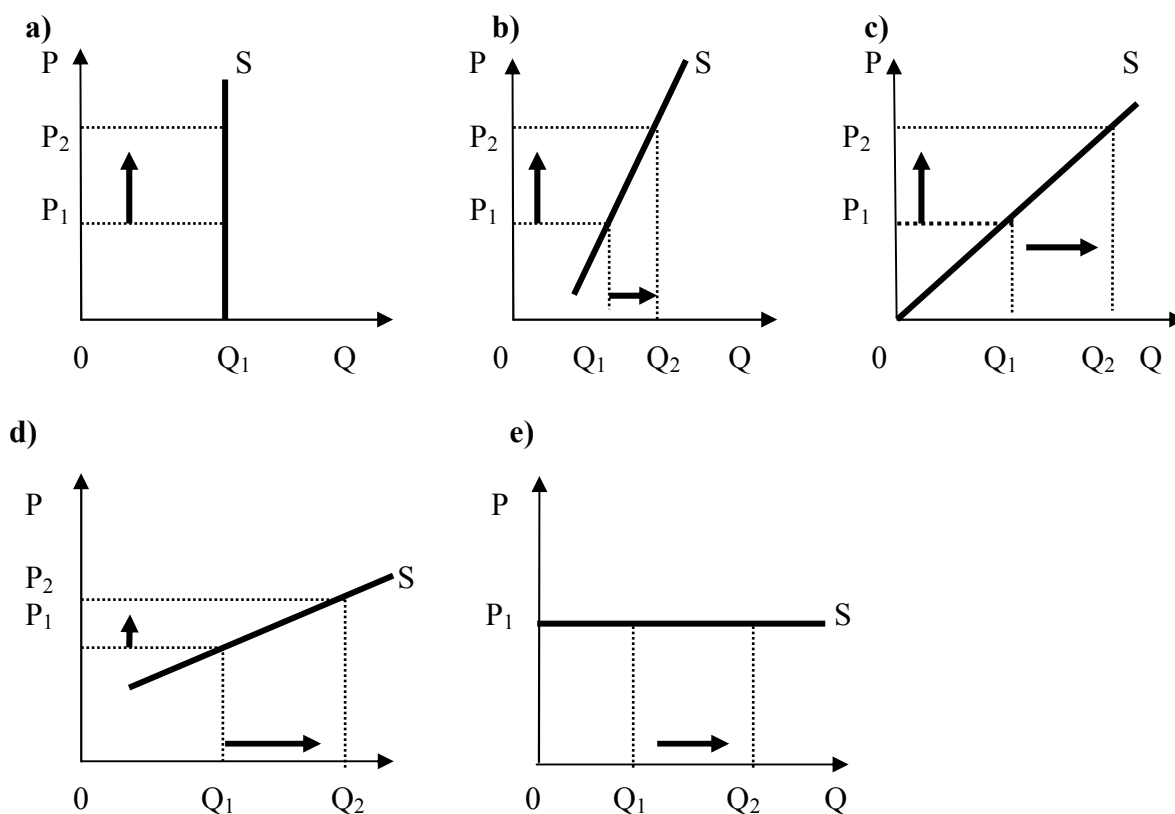 a) b) c)
P S P S P S
P₂ P₂ P₂
P₁ P₁ P₁
0 Q₁ Q 0 Q₁ Q₂ Q 0 Q₁ Q₂ Q
d) e)
P P
P₂ S
P₁ P₁ S
0 Q₁ Q₂ 0 Q₁ Q₂ Q